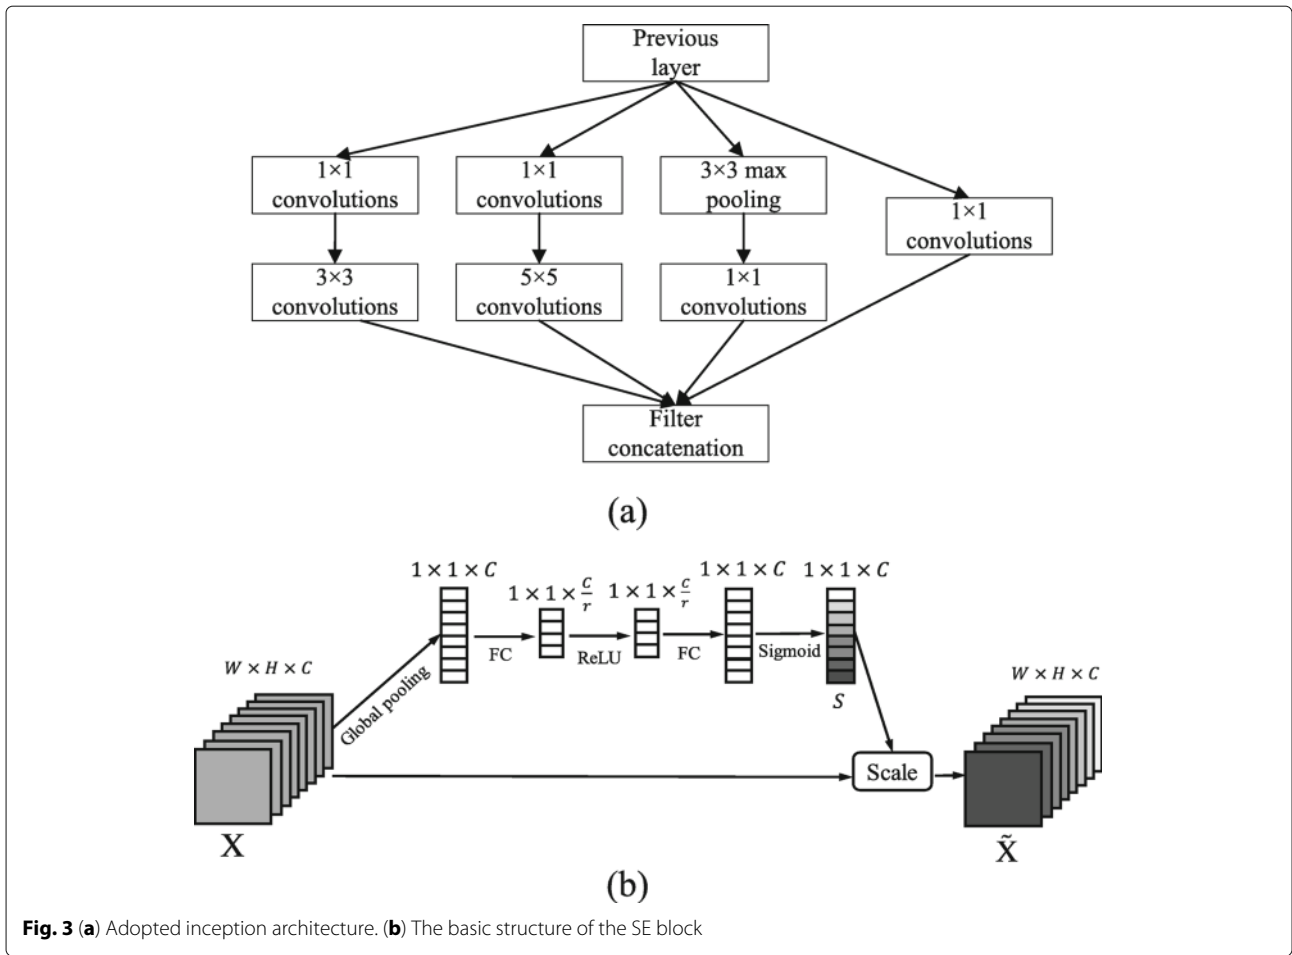 Previous
layer
1×1
convolutions
1×1
convolutions
3×3 max
pooling
1×1
convolutions
3×3
convolutions
5×5
convolutions
1×1
convolutions
Filter
concatenation
(a)
1 × 1 × C
1 × 1 × C/r
1 × 1 × C/r
1 × 1 × C
1 × 1 × C
FC
ReLU
FC
Sigmoid
S
W × H × C
Global pooling
W × H × C
Scale
X
X̃
(b)
Fig. 3 (a) Adopted inception architecture. (b) The basic structure of the SE block